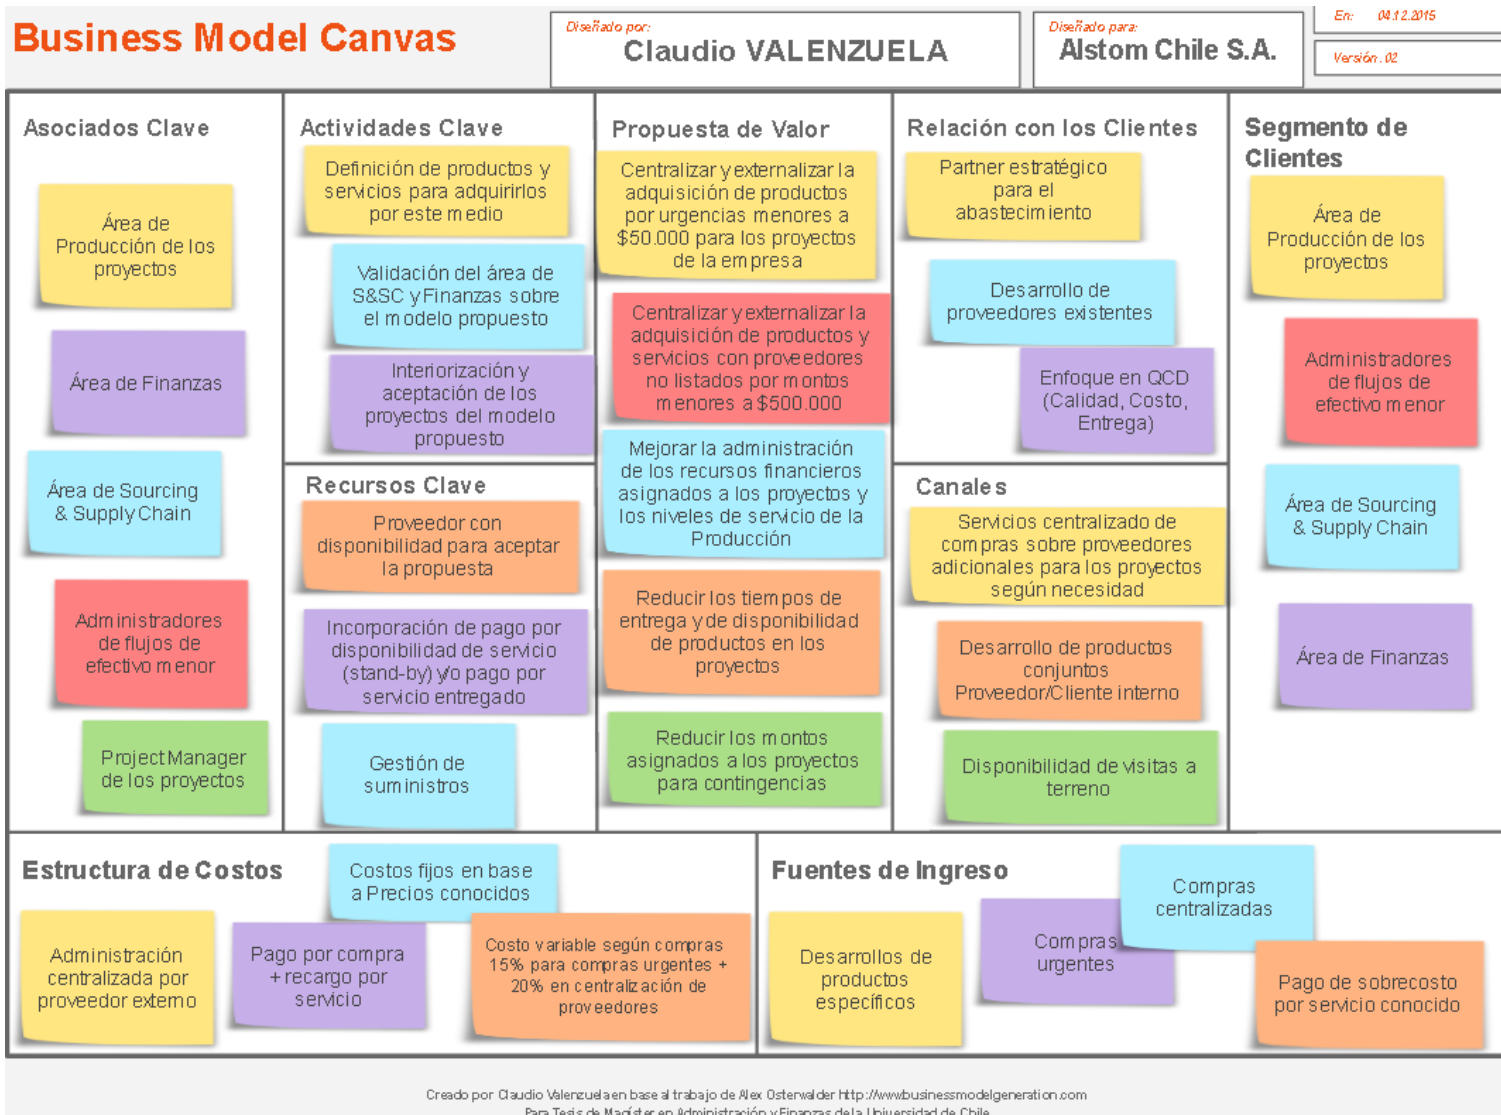 Business Model Canvas
Diseñado por:
Claudio VALENZUELA
Diseñado para:
Alstom Chile S.A.
En: 04.12.2015
Versión. 02
Asociados Clave
Área de
Producción de los
proyectos
Área de Finanzas
Área de Sourcing
& Supply Chain
Administradores
de flujos de
efectivo menor
Project Manager
de los proyectos
Actividades Clave
Definición de productos y
servicios para adquirirlos
por este medio
Validación del área de
S&SC y Finanzas sobre
el modelo propuesto
Interiorización y
aceptación de los
proyectos del modelo
propuesto
Recursos Clave
Proveedor con
disponibilidad para aceptar
la propuesta
Incorporación de pago por
disponibilidad de servicio
(stand-by) y/o pago por
servicio entregado
Gestión de
suministros
Propuesta de Valor
Centralizar y externalizar la
adquisición de productos
por urgencias menores a
$50.000 para los proyectos
de la empresa
Centralizar y externalizar la
adquisición de productos y
servicios con proveedores
no listados por montos
menores a $500.000
Mejorar la administración
de los recursos financieros
asignados a los proyectos y
los niveles de servicio de la
Producción
Reducir los tiempos de
entrega y de disponibilidad
de productos en los
proyectos
Reducir los montos
asignados a los proyectos
para contingencias
Relación con los Clientes
Partner estratégico
para el
abastecimiento
Desarrollo de
proveedores existentes
Enfoque en QCD
(Calidad, Costo,
Entrega)
Canales
Servicios centralizado de
compras sobre proveedores
adicionales para los proyectos
según necesidad
Desarrollo de productos
conjuntos
Proveedor/Cliente interno
Disponibilidad de visitas a
terreno
Segmento de
Clientes
Área de
Producción de los
proyectos
Administradores
de flujos de
efectivo menor
Área de Sourcing
& Supply Chain
Área de Finanzas
Estructura de Costos
Administración
centralizada por
proveedor externo
Pago por compra
+ recargo por
servicio
Costos fijos en base
a Precios conocidos
Costo variable según compras
15% para compras urgentes +
20% en centralización de
proveedores
Fuentes de Ingreso
Desarrollos de
productos
específicos
Compras
urgentes
Compras
centralizadas
Pago de sobrecosto
por servicio conocido
Creado por Claudio Valenzuela en base al trabajo de Alex Osterwalder http://www.businessmodelgeneration.com
Para Tesis de Magíster en Administración y Finanzas de la Universidad de Chile